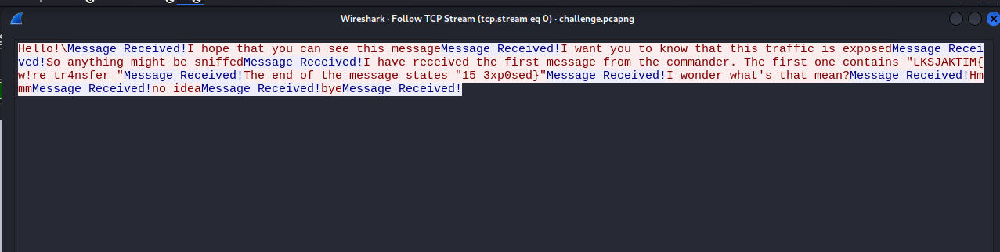 Wireshark · Follow TCP Stream (tcp.stream eq 0) · challenge.pcapng
Hello!\Message Received!I hope that you can see this messageMessage Received!I want you to know that this traffic is exposedMessage Recei
ved!So anything might be sniffedMessage Received!I have received the first message from the commander. The first one contains "LKSJAKTIM{
w!re_tr4nsfer_"Message Received!The end of the message states "15_3xp0sed}"Message Received!I wonder what's that mean?Message Received!Hm
mmMessage Received!no ideaMessage Received!byeMessage Received!